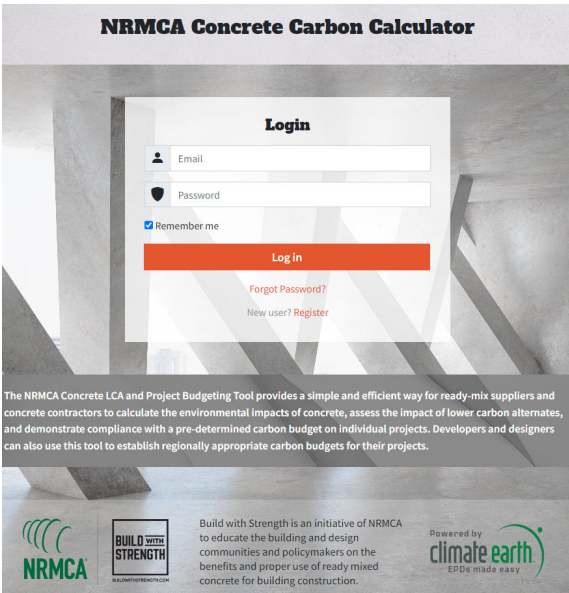 NRMCA Concrete Carbon Calculator
Login
Email
Password
Remember me
Log in
Forgot Password?
New user? Register
The NRMCA Concrete LCA and Project Budgeting Tool provides a simple and efficient way for ready-mix suppliers and
concrete contractors to calculate the environmental impacts of concrete, assess the impact of lower carbon alternates,
and demonstrate compliance with a pre-determined carbon budget on individual projects. Developers and designers
can also use this tool to establish regionally appropriate carbon budgets for their projects.
NRMCA
BUILD WITH
STRENGTH
BUILDWITHSTRENGTH.COM
Build with Strength is an initiative of NRMCA
to educate the building and design
communities and policymakers on the
benefits and proper use of ready mixed
concrete for building construction.
Powered by
climate earth
EPDs made easy